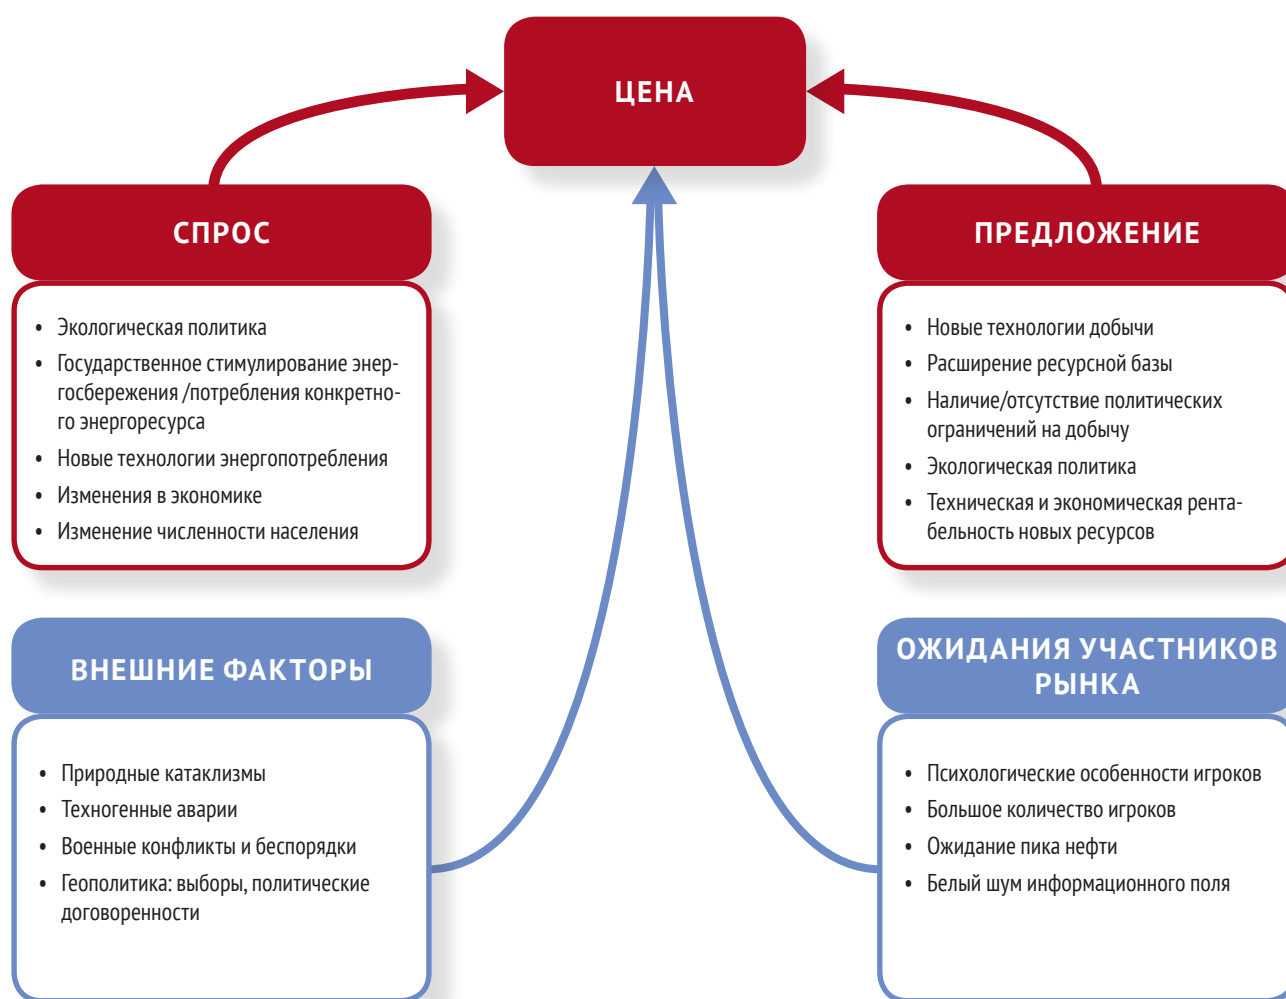 ЦЕНА
СПРОС
• Экологическая политика
• Государственное стимулирование энер-
госбережения /потребления конкретно-
го энергоресурса
• Новые технологии энергопотребления
• Изменения в экономике
• Изменение численности населения
ПРЕДЛОЖЕНИЕ
• Новые технологии добычи
• Расширение ресурсной базы
• Наличие/отсутствие политических
ограничений на добычу
• Экологическая политика
• Техническая и экономическая рента-
бельность новых ресурсов
ВНЕШНИЕ ФАКТОРЫ
• Природные катаклизмы
• Техногенные аварии
• Военные конфликты и беспорядки
• Геополитика: выборы, политические
договоренности
ОЖИДАНИЯ УЧАСТНИКОВ
РЫНКА
• Психологические особенности игроков
• Большое количество игроков
• Ожидание пика нефти
• Белый шум информационного поля